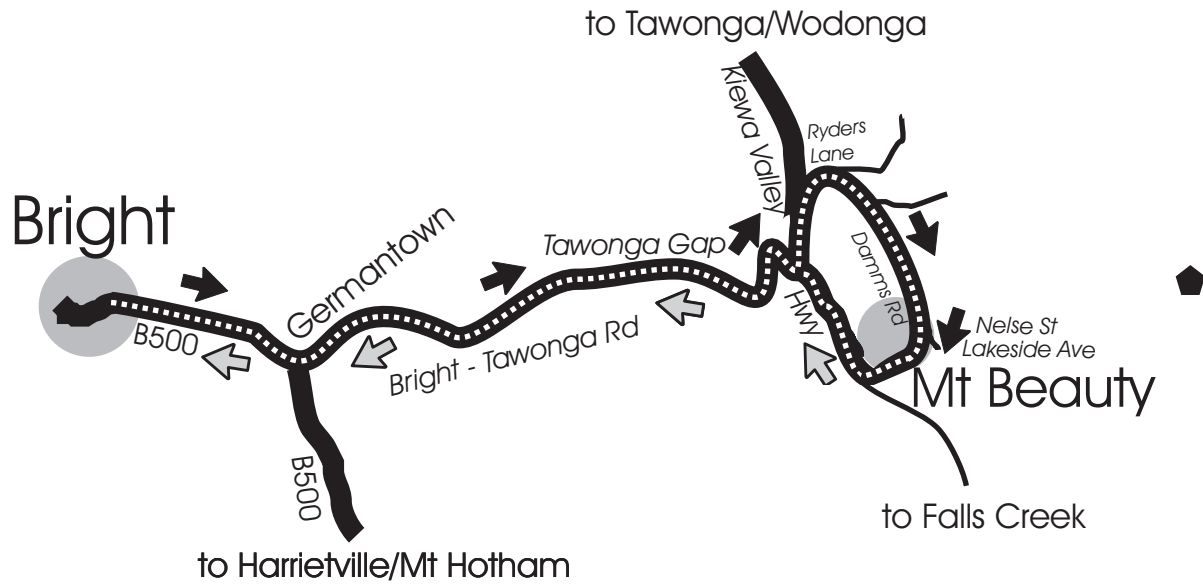 to Tawonga/Wodonga
Kiewa Valley
Ryders
Lane
Bright
Germantown
Tawonga Gap
Damms Rd
B500
Hwy
Nelse St
Lakeside Ave
Bright - Tawonga Rd
Mt Beauty
B500
to Falls Creek
to Harrietville/Mt Hotham